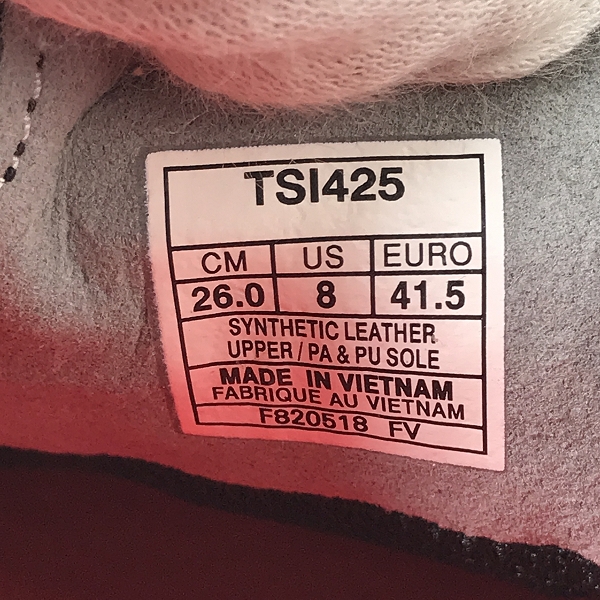 TSI425
CM US EURO
26.0 8 41.5
SYNTHETIC LEATHER
UPPER / PA & PU SOLE
MADE IN VIETNAM
FABRIQUE AU VIETNAM
F820518 FV